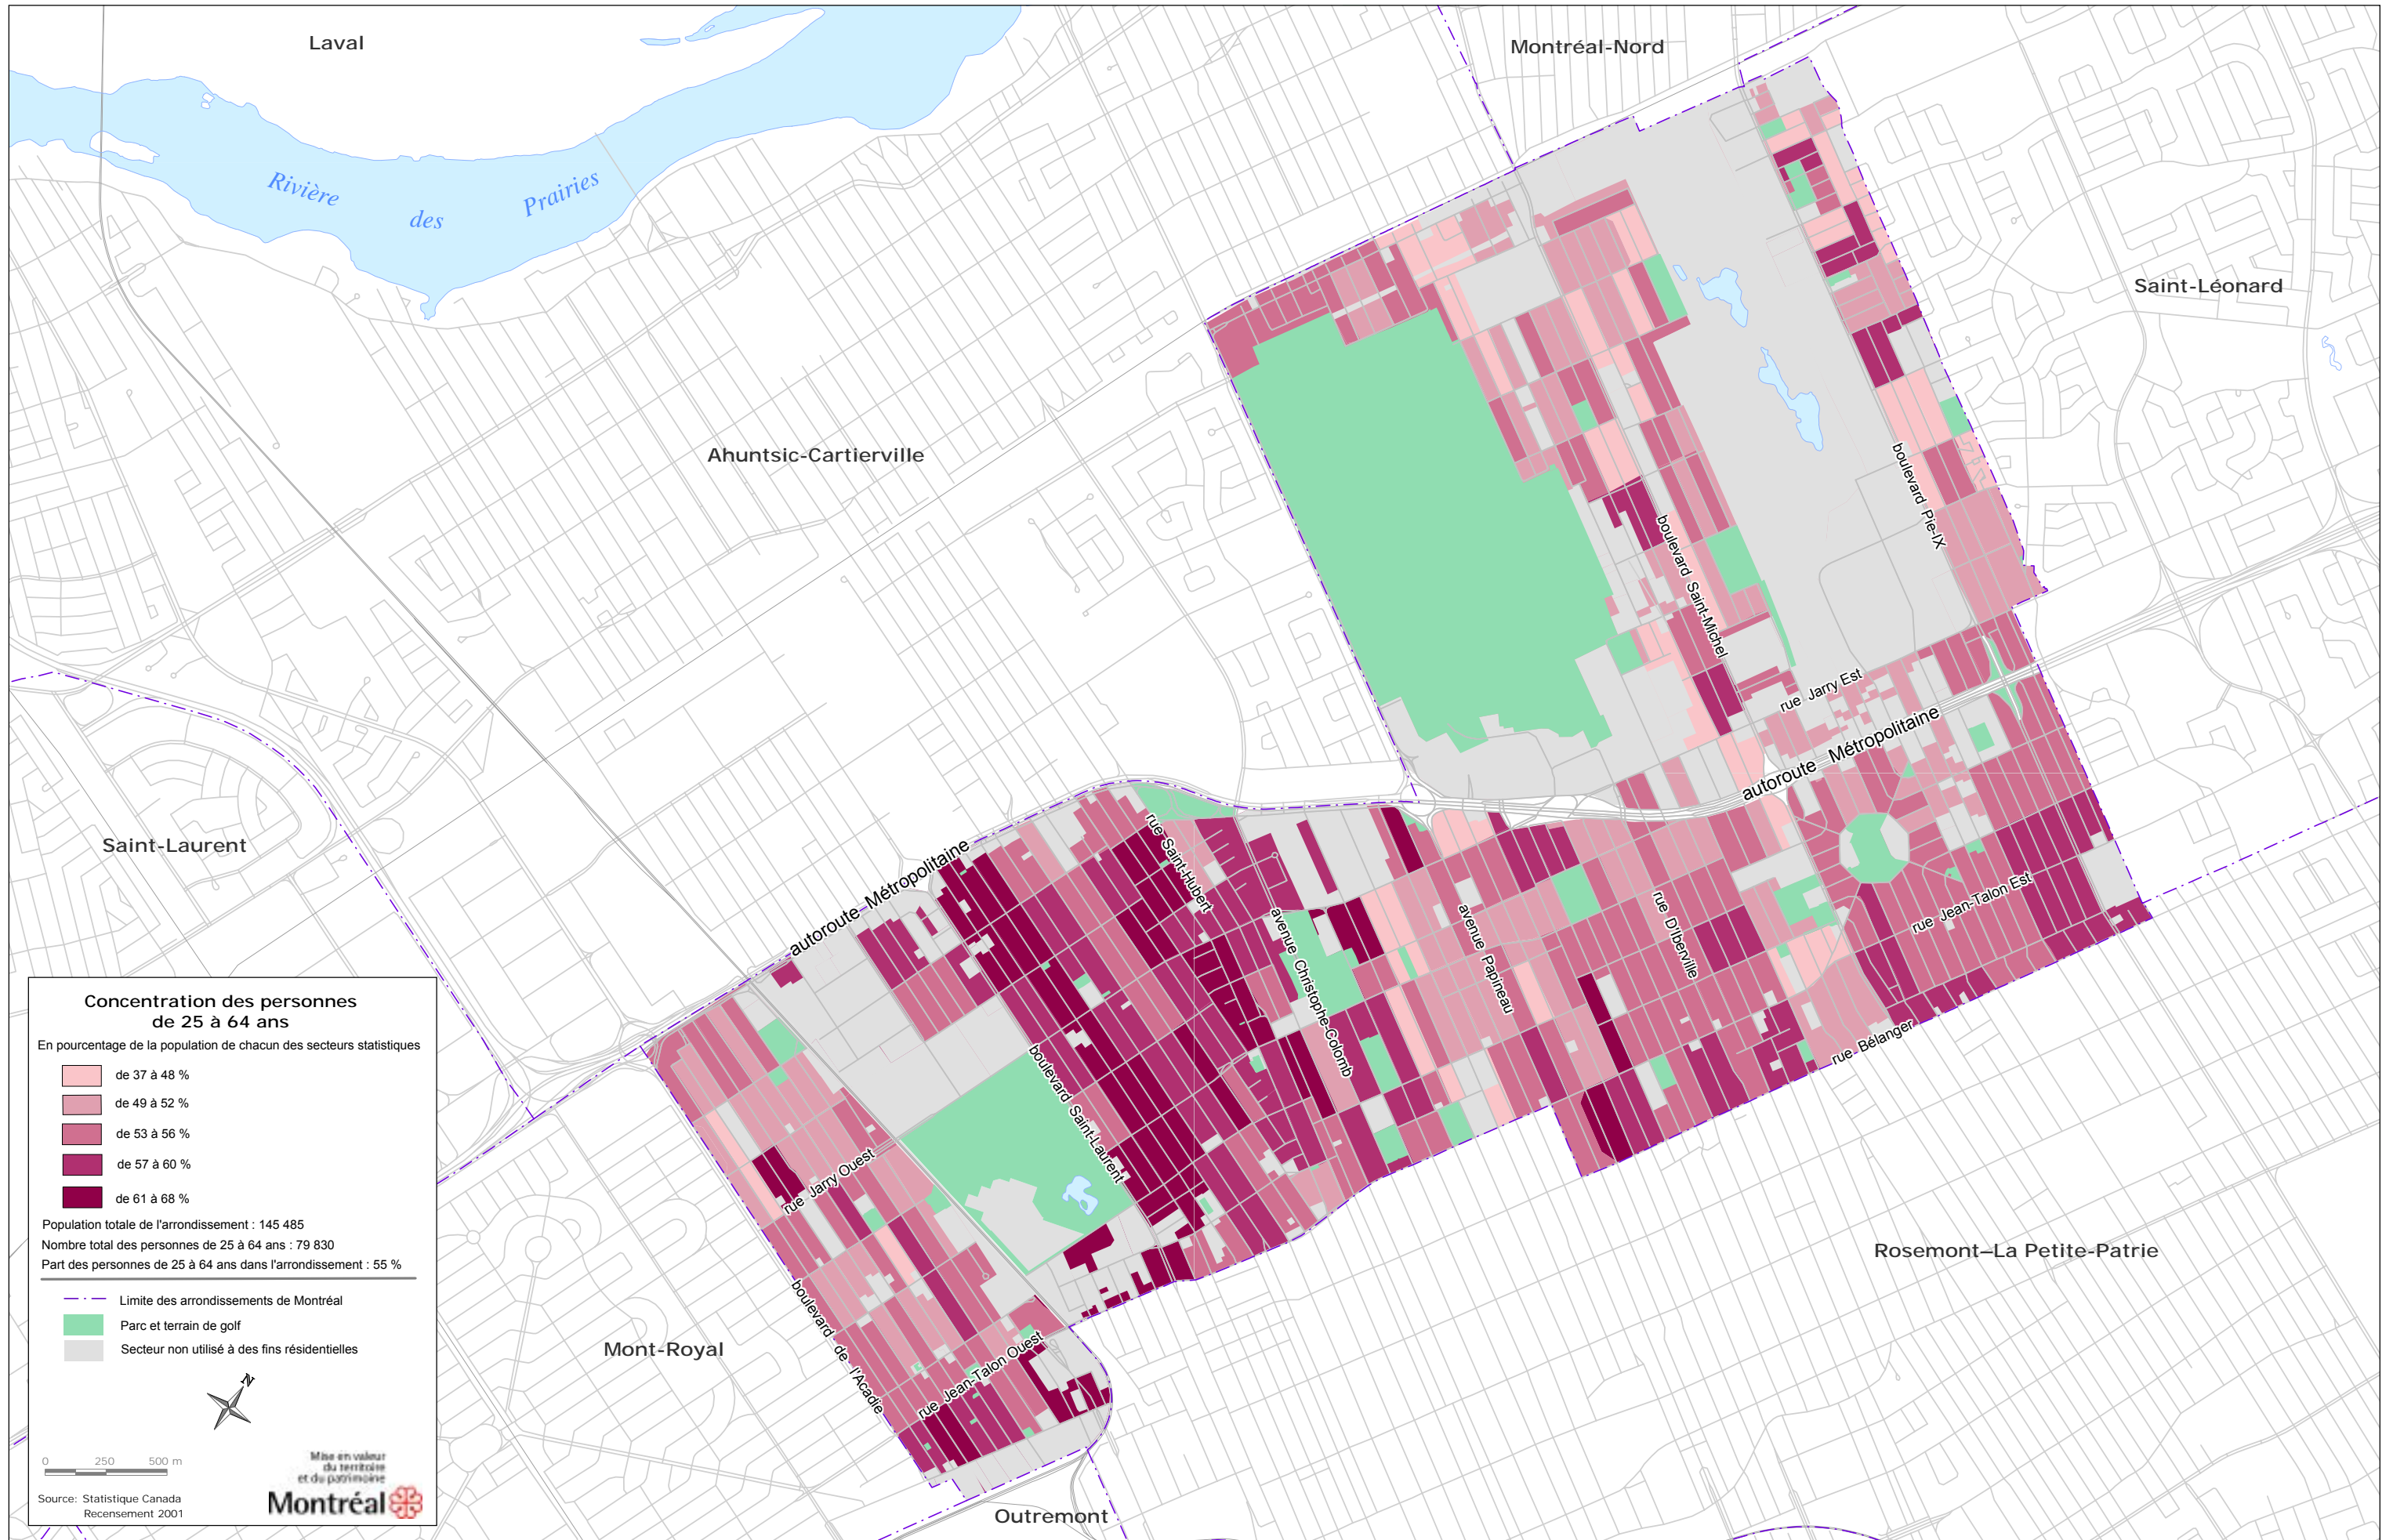 Laval
Montréal-Nord
Rivière
des
Prairies
Saint-Léonard
Ahuntsic-Cartierville
boulevard Pie-IX
boulevard Saint-Michel
rue Jarry Est
autoroute Métropolitaine
Saint-Laurent
autoroute Métropolitaine
rue Saint-Hubert
avenue Christophe-Colomb
avenue Papineau
rue D'Iberville
rue Jean-Talon Est
rue Bélanger
boulevard Saint-Laurent
rue Jarry Ouest
boulevard de l'Acadie
rue Jean-Talon Ouest
Mont-Royal
Rosemont–La Petite-Patrie
Outremont
Concentration des personnes
de 25 à 64 ans
En pourcentage de la population de chacun des secteurs statistiques
de 37 à 48 %
de 49 à 52 %
de 53 à 56 %
de 57 à 60 %
de 61 à 68 %
Population totale de l'arrondissement : 145 485
Nombre total des personnes de 25 à 64 ans : 79 830
Part des personnes de 25 à 64 ans dans l'arrondissement : 55 %
Limite des arrondissements de Montréal
Parc et terrain de golf
Secteur non utilisé à des fins résidentielles
N
0 250 500 m
Mise en valeur
du territoire
et du patrimoine
Montréal
Source: Statistique Canada
Recensement 2001